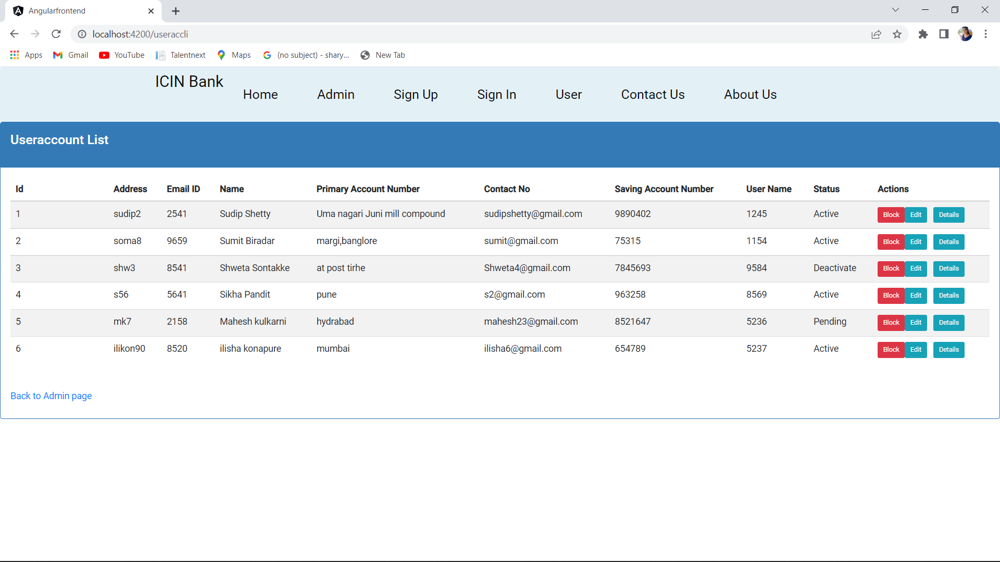 Angularfrontend
localhost:4200/useraccli
Apps Gmail YouTube Talentnext Maps (no subject) - shary... New Tab
ICIN Bank
Home Admin Sign Up Sign In User Contact Us About Us
Useraccount List
Id Address Email ID Name Primary Account Number Contact No Saving Account Number User Name Status Actions
1 sudip2 2541 Sudip Shetty Uma nagari Juni mill compound sudipshetty@gmail.com 9890402 1245 Active Block Edit Details
2 soma8 9659 Sumit Biradar margi,banglore sumit@gmail.com 75315 1154 Active Block Edit Details
3 shw3 8541 Shweta Sontakke at post tirhe Shweta4@gmail.com 7845693 9584 Deactivate Block Edit Details
4 s56 5641 Sikha Pandit pune s2@gmail.com 963258 8569 Active Block Edit Details
5 mk7 2158 Mahesh kulkarni hydrabad mahesh23@gmail.com 8521647 5236 Pending Block Edit Details
6 ilikon90 8520 ilisha konapure mumbai ilisha6@gmail.com 654789 5237 Active Block Edit Details
Back to Admin page